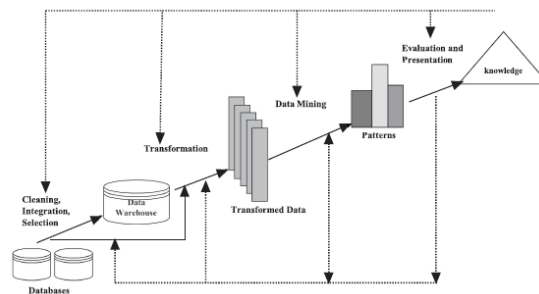 Evaluation and
Presentation
knowledge
Data Mining
Patterns
Transformation
Transformed Data
Cleaning,
Integration,
Selection
Data
Warehouse
Databases